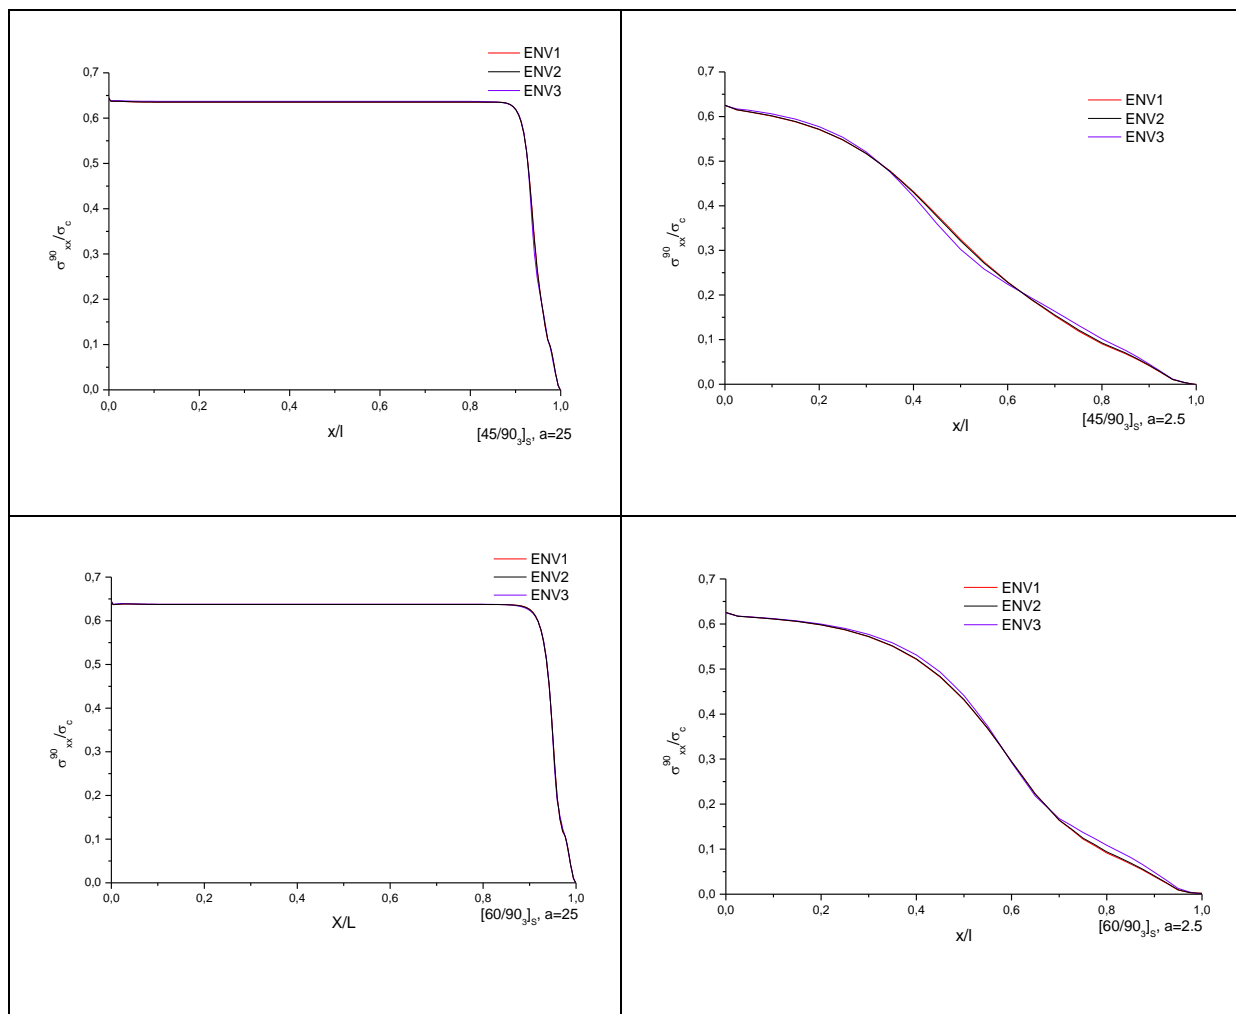 ENV1
ENV2
ENV3
0,7
0,6
0,5
0,4
0,3
0,2
0,1
0,0
σ⁹⁰xx/σc
0,0 0,2 0,4 0,6 0,8 1,0
x/l
[45/90₃]S, a=25
ENV1
ENV2
ENV3
0,7
0,6
0,5
0,4
0,3
0,2
0,1
0,0
σ⁹⁰xx/σc
0,0 0,2 0,4 0,6 0,8 1,0
x/l
[45/90₃]S, a=2.5
ENV1
ENV2
ENV3
0,7
0,6
0,5
0,4
0,3
0,2
0,1
0,0
σ⁹⁰xx/σc
0,0 0,2 0,4 0,6 0,8 1,0
X/L
[60/90₃]S, a=25
ENV1
ENV2
ENV3
0,7
0,6
0,5
0,4
0,3
0,2
0,1
0,0
σ⁹⁰xx/σc
0,0 0,2 0,4 0,6 0,8 1,0
x/l
[60/90₃]S, a=2.5